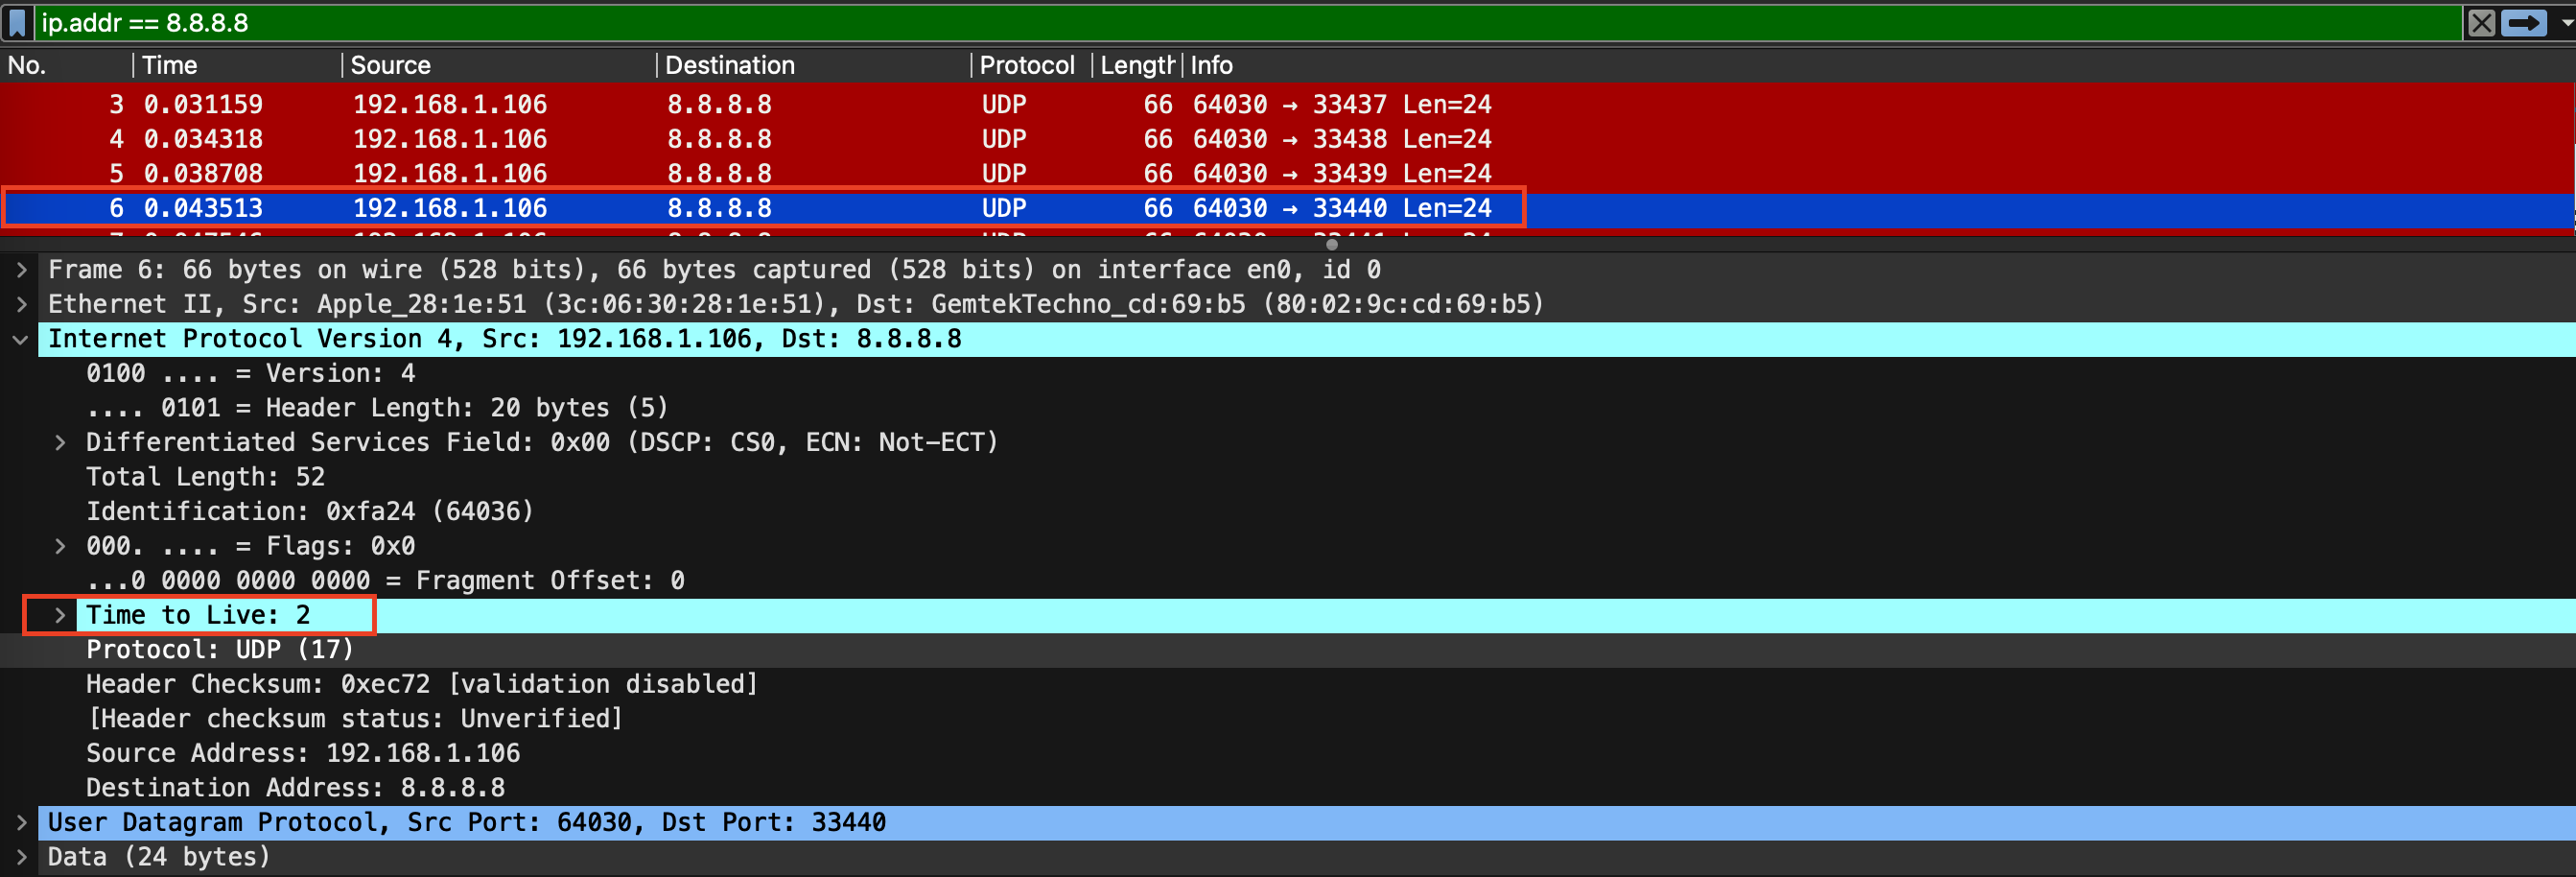 ip.addr == 8.8.8.8
No. Time Source Destination Protocol Length Info
3 0.031159 192.168.1.106 8.8.8.8 UDP 66 64030 → 33437 Len=24
4 0.034318 192.168.1.106 8.8.8.8 UDP 66 64030 → 33438 Len=24
5 0.038708 192.168.1.106 8.8.8.8 UDP 66 64030 → 33439 Len=24
6 0.043513 192.168.1.106 8.8.8.8 UDP 66 64030 → 33440 Len=24
Frame 6: 66 bytes on wire (528 bits), 66 bytes captured (528 bits) on interface en0, id 0
Ethernet II, Src: Apple_28:1e:51 (3c:06:30:28:1e:51), Dst: GemtekTechno_cd:69:b5 (80:02:9c:cd:69:b5)
Internet Protocol Version 4, Src: 192.168.1.106, Dst: 8.8.8.8
0100 .... = Version: 4
.... 0101 = Header Length: 20 bytes (5)
Differentiated Services Field: 0x00 (DSCP: CS0, ECN: Not-ECT)
Total Length: 52
Identification: 0xfa24 (64036)
000. .... = Flags: 0x0
...0 0000 0000 0000 = Fragment Offset: 0
Time to Live: 2
Protocol: UDP (17)
Header Checksum: 0xec72 [validation disabled]
[Header checksum status: Unverified]
Source Address: 192.168.1.106
Destination Address: 8.8.8.8
User Datagram Protocol, Src Port: 64030, Dst Port: 33440
Data (24 bytes)